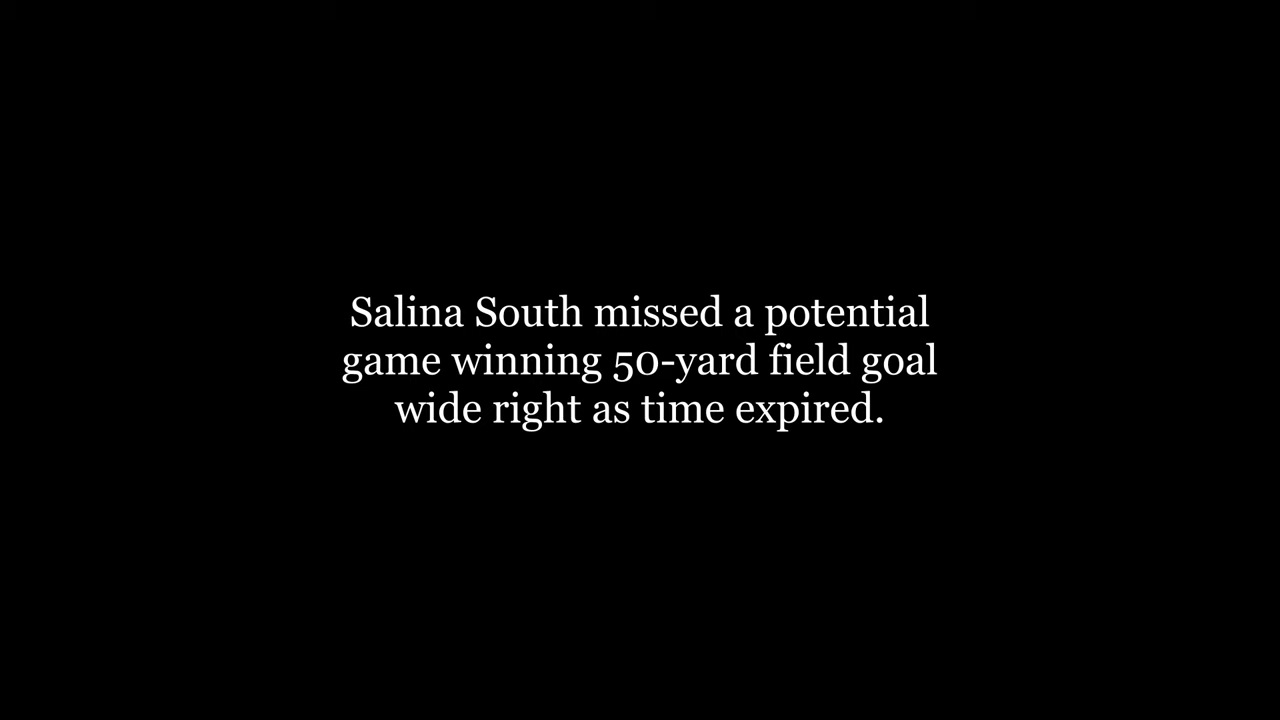 Salina South missed a potential
game winning 50-yard field goal
wide right as time expired.